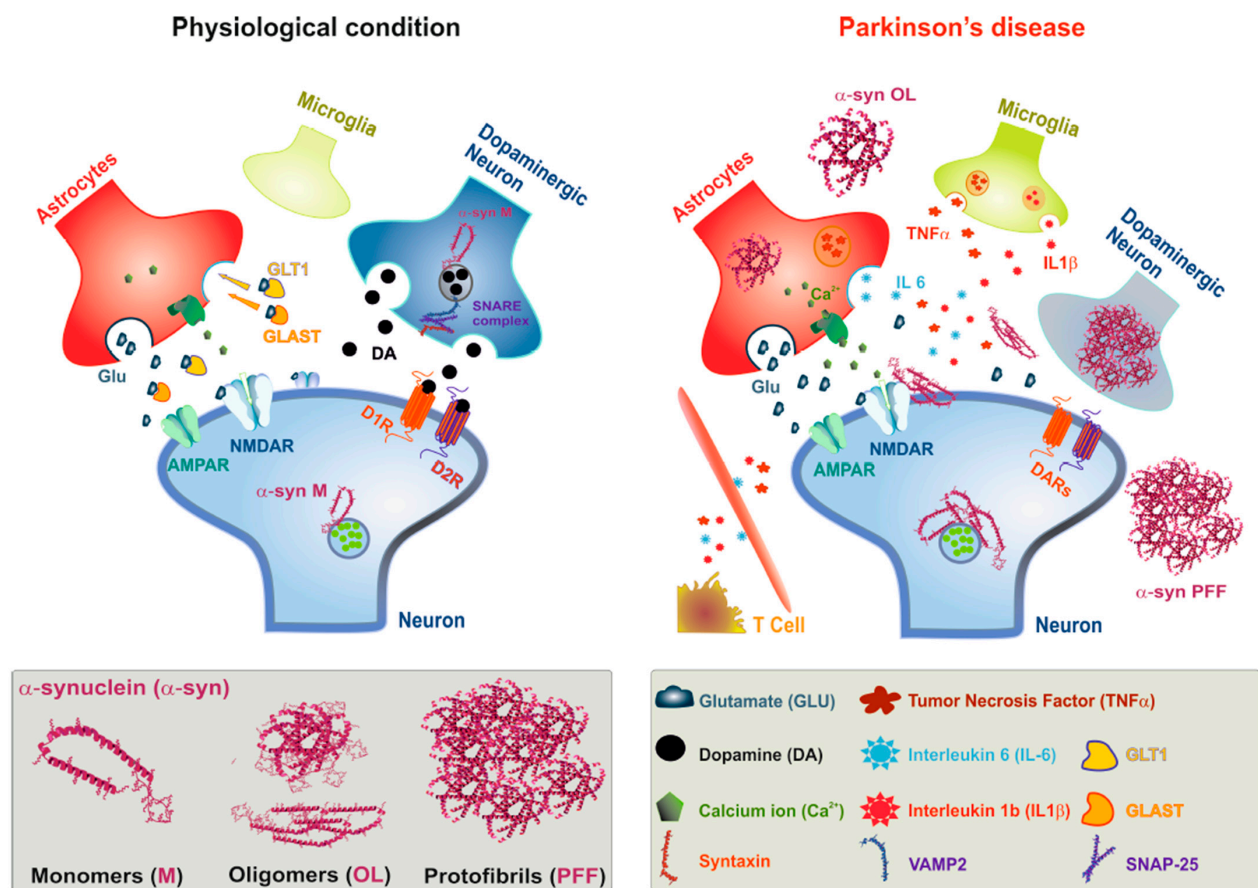 Physiological condition
Microglia
Astrocytes
Dopaminergic
Neuron
α-syn M
GLT1
GLAST
SNARE
complex
DA
Glu
D1R
NMDAR
AMPAR
D2R
α-syn M
Neuron
Parkinson's disease
α-syn OL
Microglia
Astrocytes
TNFα
IL1β
Dopaminergic
Neuron
Ca²⁺
IL 6
Glu
NMDAR
AMPAR
DARs
α-syn PFF
T Cell
Neuron
α-synuclein (α-syn)
Monomers (M)
Oligomers (OL)
Protofibrils (PFF)
Glutamate (GLU)
Tumor Necrosis Factor (TNFα)
Dopamine (DA)
Interleukin 6 (IL-6)
GLT1
Calcium ion (Ca²⁺)
Interleukin 1b (IL1β)
GLAST
Syntaxin
VAMP2
SNAP-25